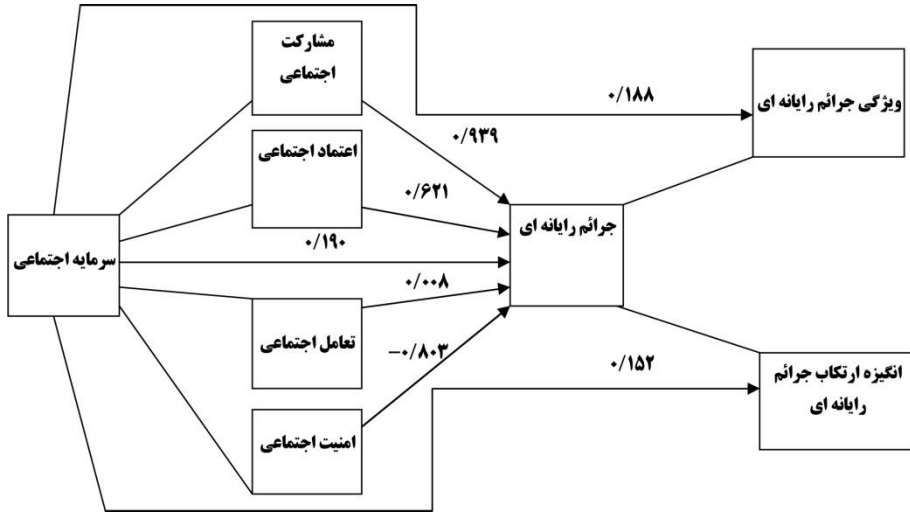 مشارکت
اجتماعی
۰/۱۸۸
ویژگی جرائم رایانه ای
۰/۹۳۹
اعتماد اجتماعی
۰/۶۲۱
جرائم رایانه ای
۰/۱۹۰
سرمایه اجتماعی
۰/۰۰۸
تعامل اجتماعی
-۰/۸۰۳
۰/۱۵۲
انگیزه ارتکاب جرائم
رایانه ای
امنیت اجتماعی